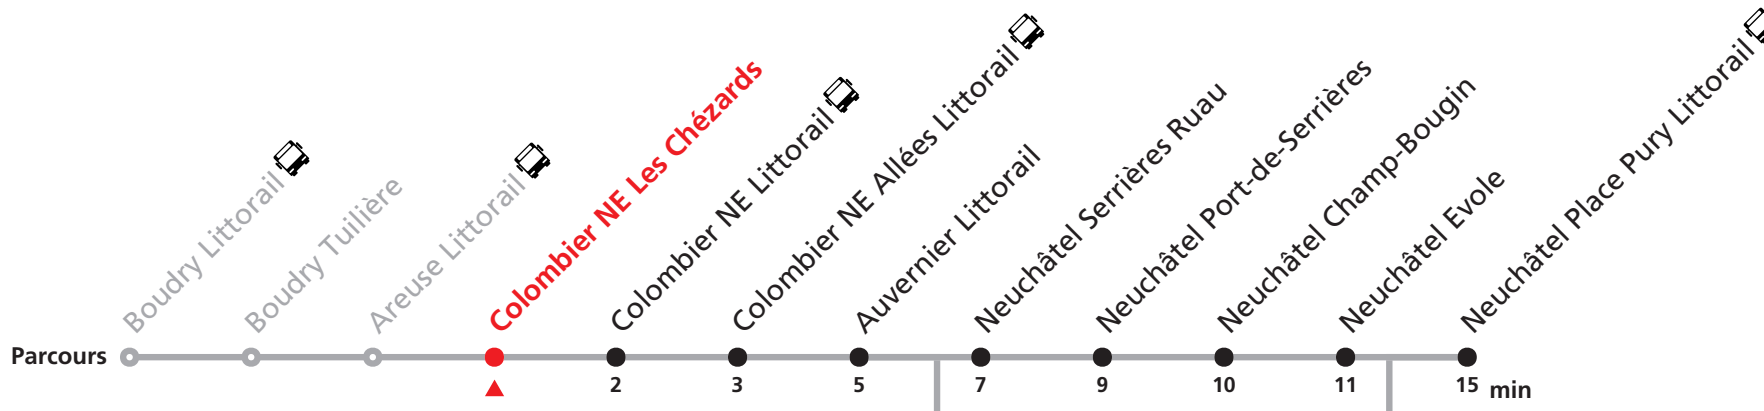 Boudry Littorail
Boudry Tuilière
Areuse Littorail
Colombier NE Les Chézards
Colombier NE Littorail
Colombier NE Allées Littorail
Auvernier Littorail
Neuchâtel Serrières Ruau
Neuchâtel Port-de-Serrières
Neuchâtel Champ-Bougin
Neuchâtel Evole
Neuchâtel Place Pury Littorail
Parcours
2 3 5 7 9 10 11 15 min